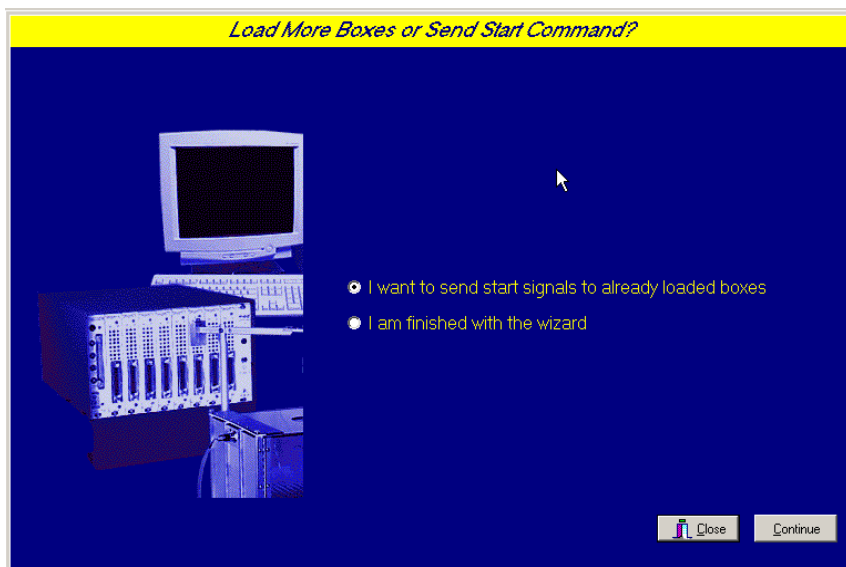 Load More Boxes or Send Start Command?
I want to send start signals to already loaded boxes
I am finished with the wizard
Close
Continue